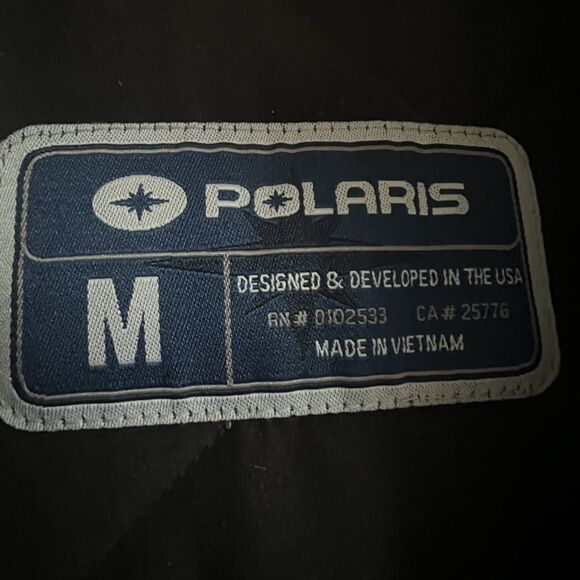 POLARIS
M
DESIGNED & DEVELOPED IN THE USA
RN# 0102533 CA# 25776
MADE IN VIETNAM